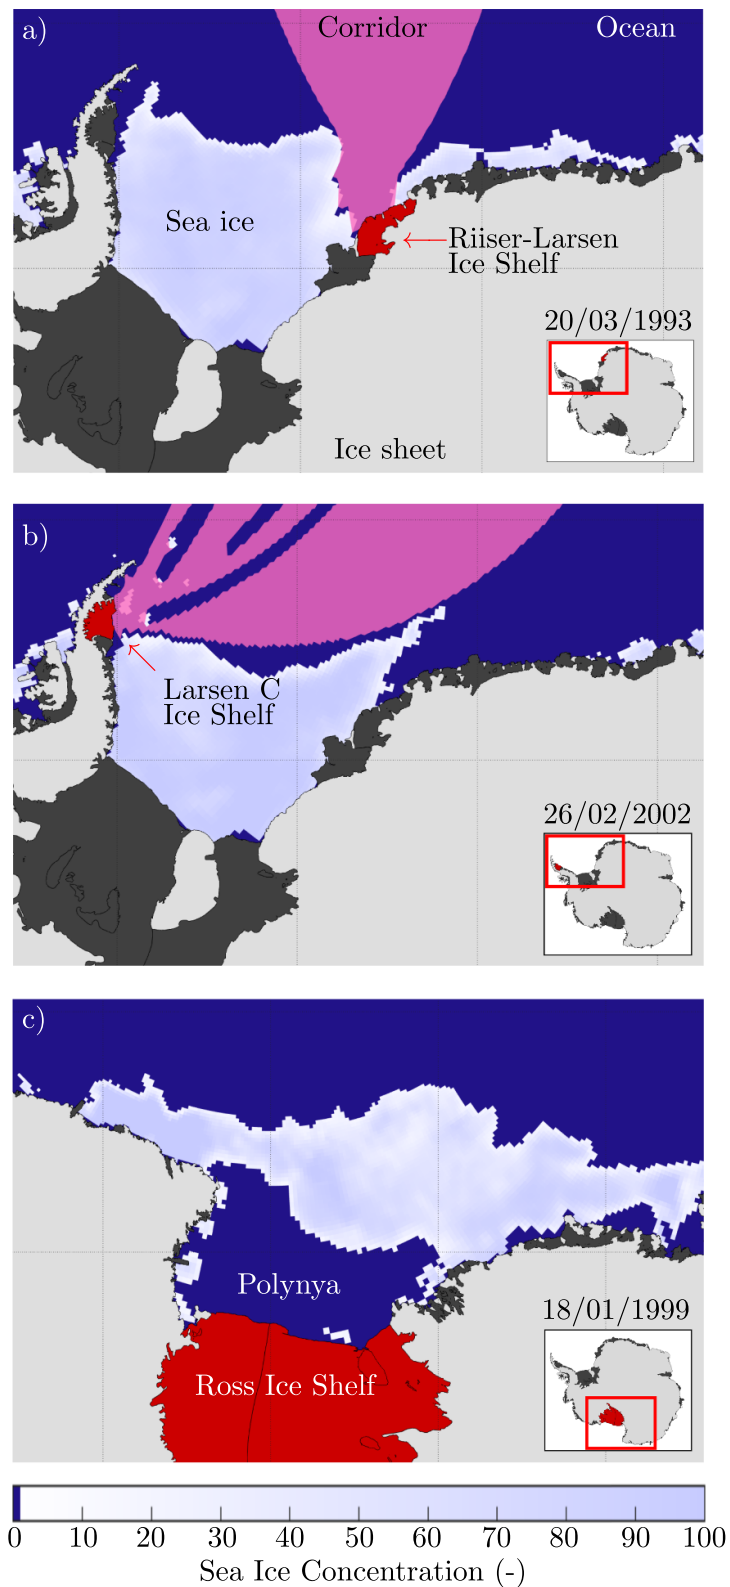 a)
Corridor
Ocean
Sea ice
Riiser-Larsen
Ice Shelf
20/03/1993
Ice sheet
b)
Larsen C
Ice Shelf
26/02/2002
c)
Polynya
18/01/1999
Ross Ice Shelf
0 10 20 30 40 50 60 70 80 90 100
Sea Ice Concentration (-)